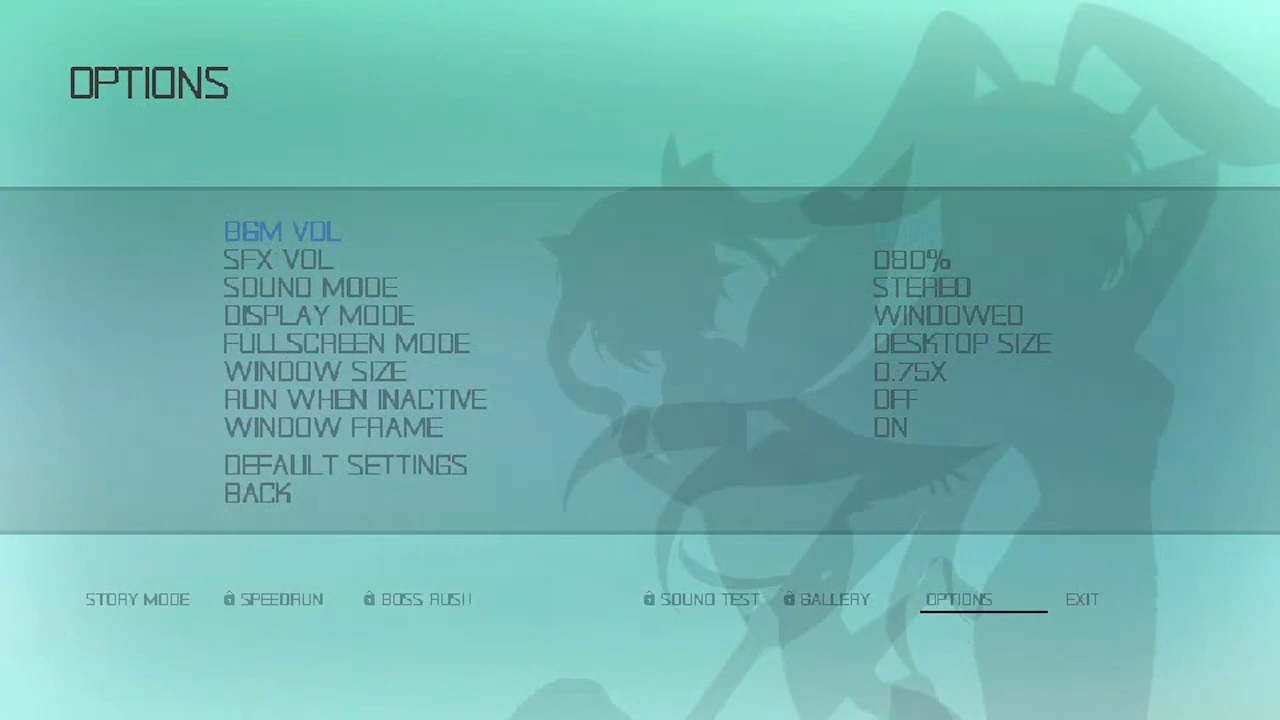 OPTIONS
BGM VOL
SFX VOL 080%
SOUND MODE STEREO
DISPLAY MODE WINDOWED
FULLSCREEN MODE DESKTOP SIZE
WINDOW SIZE 0.75X
RUN WHEN INACTIVE OFF
WINDOW FRAME ON
DEFAULT SETTINGS
BACK
STORY MODE SPEEDRUN BOSS RUSH SOUND TEST GALLERY OPTIONS EXIT